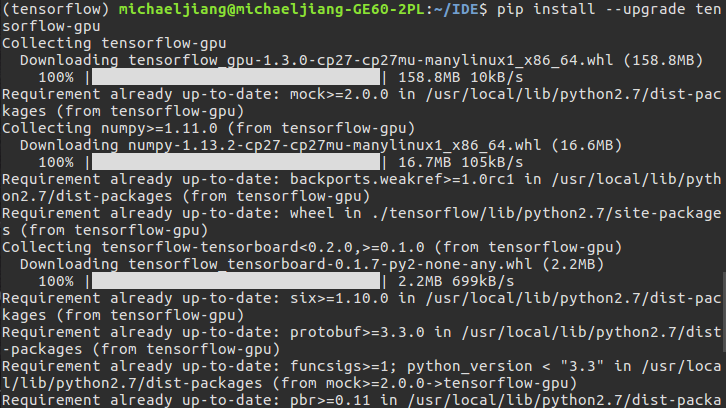 (tensorflow) michaeljiang@michaeljiang-GE60-2PL:~/IDE$ pip install --upgrade ten
sorflow-gpu
Collecting tensorflow-gpu
  Downloading tensorflow_gpu-1.3.0-cp27-cp27mu-manylinux1_x86_64.whl (158.8MB)
    100% |████████████████████████████████| 158.8MB 10kB/s
Requirement already up-to-date: mock>=2.0.0 in /usr/local/lib/python2.7/dist-pac
kages (from tensorflow-gpu)
Collecting numpy>=1.11.0 (from tensorflow-gpu)
  Downloading numpy-1.13.2-cp27-cp27mu-manylinux1_x86_64.whl (16.6MB)
    100% |████████████████████████████████| 16.7MB 105kB/s
Requirement already up-to-date: backports.weakref>=1.0rc1 in /usr/local/lib/pyth
on2.7/dist-packages (from tensorflow-gpu)
Requirement already up-to-date: wheel in ./tensorflow/lib/python2.7/site-package
s (from tensorflow-gpu)
Collecting tensorflow-tensorboard<0.2.0,>=0.1.0 (from tensorflow-gpu)
  Downloading tensorflow_tensorboard-0.1.7-py2-none-any.whl (2.2MB)
    100% |████████████████████████████████| 2.2MB 699kB/s
Requirement already up-to-date: six>=1.10.0 in /usr/local/lib/python2.7/dist-pac
kages (from tensorflow-gpu)
Requirement already up-to-date: protobuf>=3.3.0 in /usr/local/lib/python2.7/dist
-packages (from tensorflow-gpu)
Requirement already up-to-date: funcsigs>=1; python_version < "3.3" in /usr/loca
l/lib/python2.7/dist-packages (from mock>=2.0.0->tensorflow-gpu)
Requirement already up-to-date: pbr>=0.11 in /usr/local/lib/python2.7/dist-packa